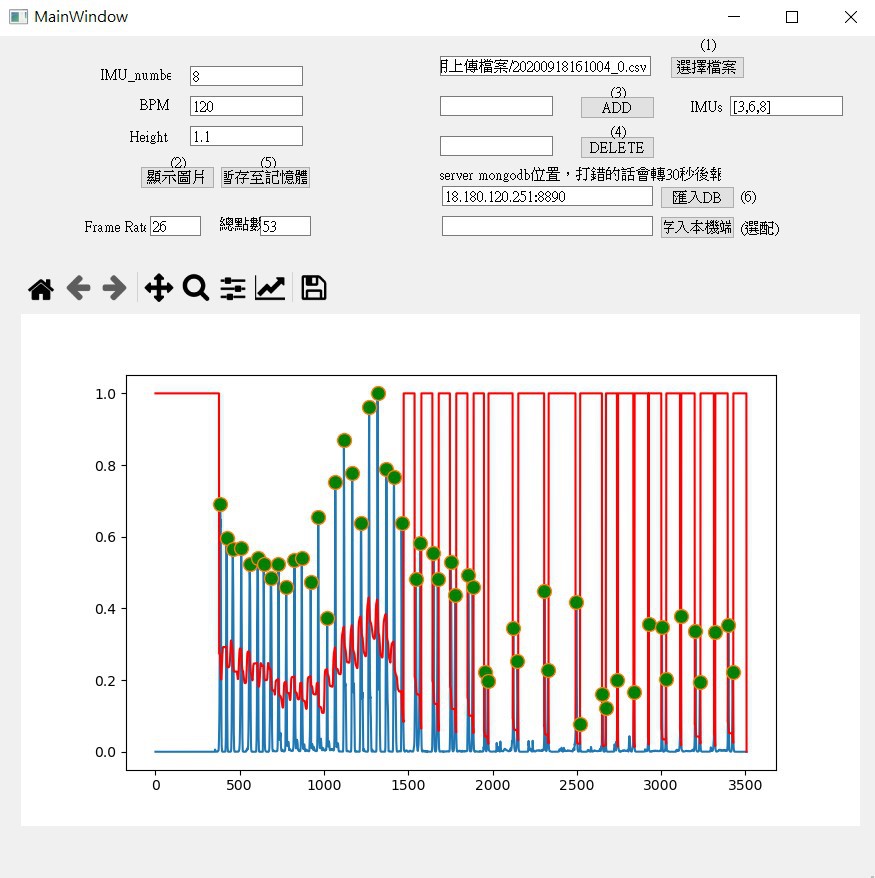 MainWindow
(1)
IMU_numbe 8 上傳檔案/20200918161004_0.csv 選擇檔案
(3)
BPM 120 ADD IMUs [3,6,8]
(4)
Height 1.1 DELETE
(2) (5)
顯示圖片 暫存至記憶體 server mongodb位置，打錯的話會轉30秒後報
18.180.120.251:8890 匯入DB (6)
Frame Rate 26 總點數 53 字入本機端 (選配)
1.0
0.8
0.6
0.4
0.2
0.0
0 500 1000 1500 2000 2500 3000 3500